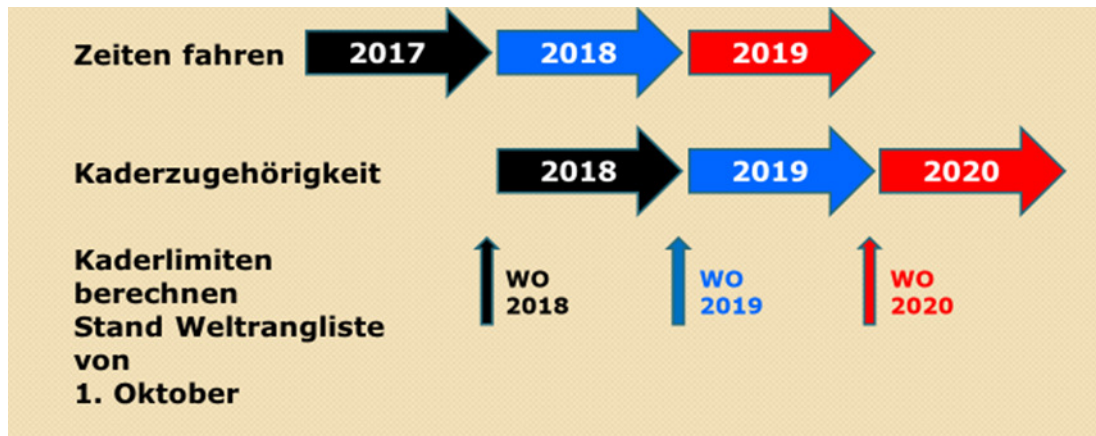 Zeiten fahren 2017 2018 2019
Kaderzugehörigkeit 2018 2019 2020
Kaderlimiten
berechnen
Stand Weltrangliste
von
1. Oktober
WO
2018
WO
2019
WO
2020